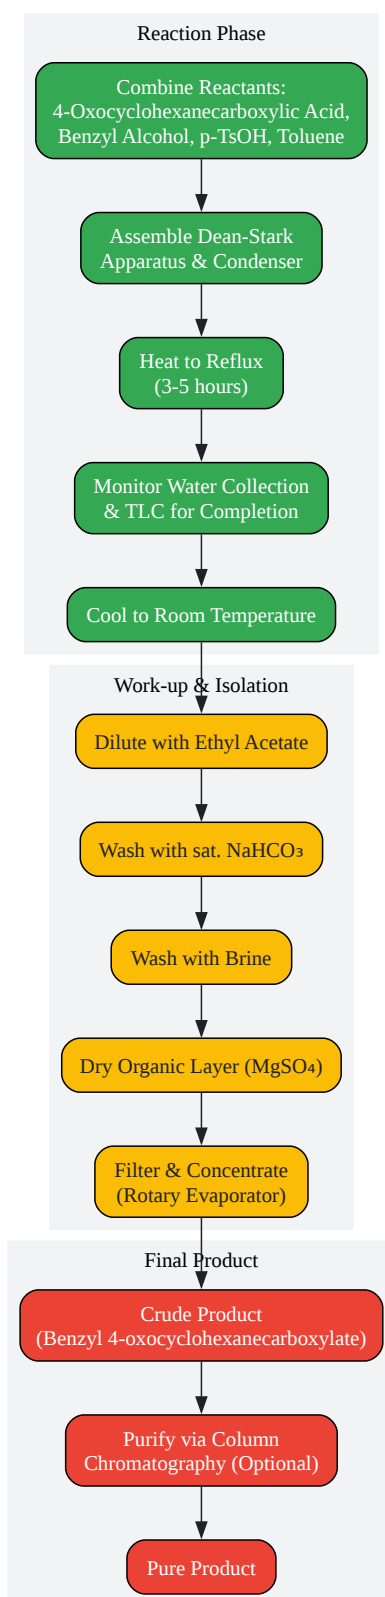 Reaction Phase
Combine Reactants:
4-Oxocyclohexanecarboxylic Acid,
Benzyl Alcohol, p-TsOH, Toluene
Assemble Dean-Stark
Apparatus & Condenser
Heat to Reflux
(3-5 hours)
Monitor Water Collection
& TLC for Completion
Cool to Room Temperature
Work-up & Isolation
Dilute with Ethyl Acetate
Wash with sat. NaHCO₃
Wash with Brine
Dry Organic Layer (MgSO₄)
Filter & Concentrate
(Rotary Evaporator)
Final Product
Crude Product
(Benzyl 4-oxocyclohexanecarboxylate)
Purify via Column
Chromatography (Optional)
Pure Product